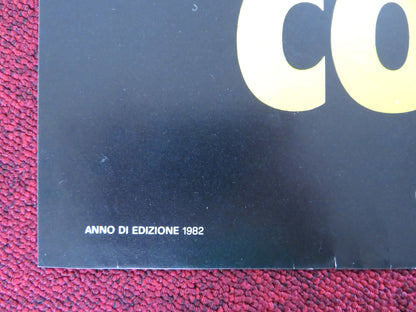 CO
ANNO DI EDIZIONE 1982